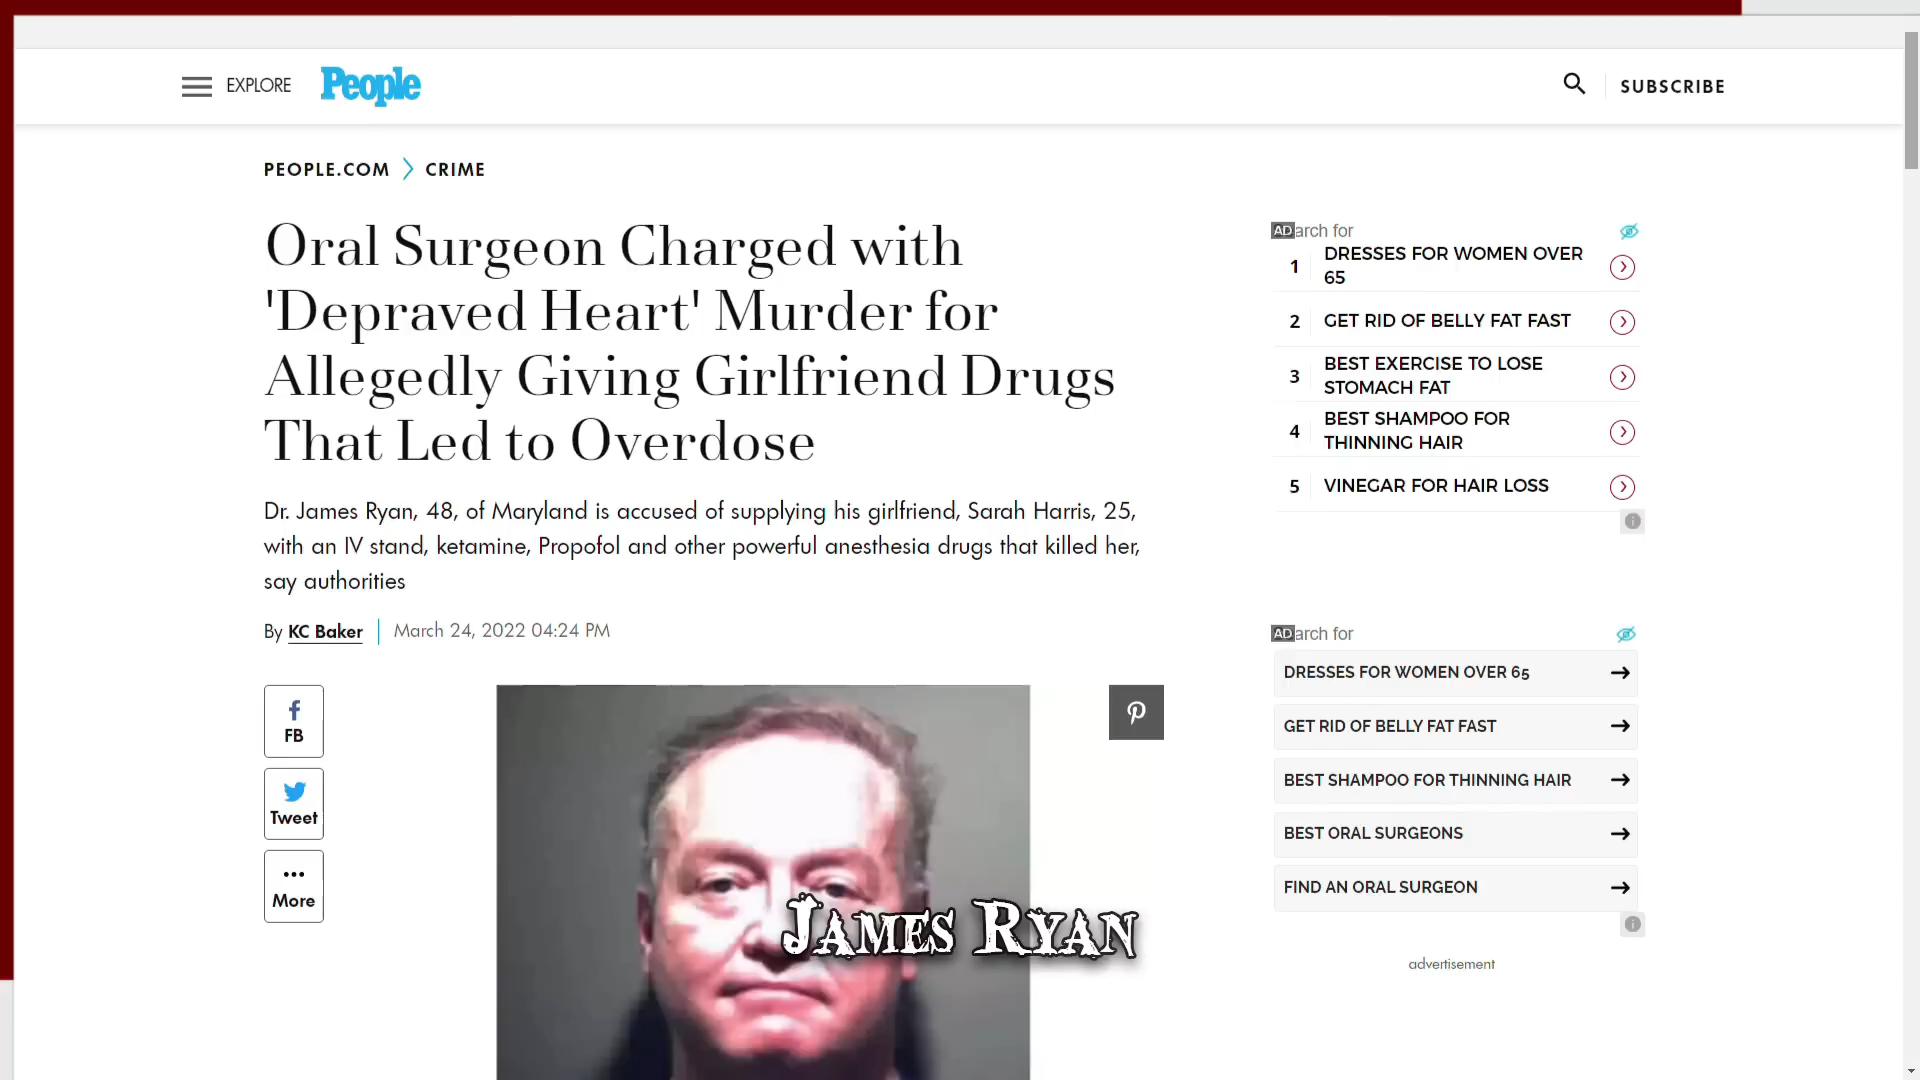 EXPLORE
People
SUBSCRIBE
PEOPLE.COM > CRIME
Oral Surgeon Charged with
'Depraved Heart' Murder for
Allegedly Giving Girlfriend Drugs
That Led to Overdose
Dr. James Ryan, 48, of Maryland is accused of supplying his girlfriend, Sarah Harris, 25,
with an IV stand, ketamine, Propofol and other powerful anesthesia drugs that killed her,
say authorities
By KC Baker | March 24, 2022 04:24 PM
FB
Tweet
More
James Ryan
AD arch for
1 DRESSES FOR WOMEN OVER
65
2 GET RID OF BELLY FAT FAST
3 BEST EXERCISE TO LOSE
STOMACH FAT
4 BEST SHAMPOO FOR
THINNING HAIR
5 VINEGAR FOR HAIR LOSS
AD arch for
DRESSES FOR WOMEN OVER 65
GET RID OF BELLY FAT FAST
BEST SHAMPOO FOR THINNING HAIR
BEST ORAL SURGEONS
FIND AN ORAL SURGEON
advertisement